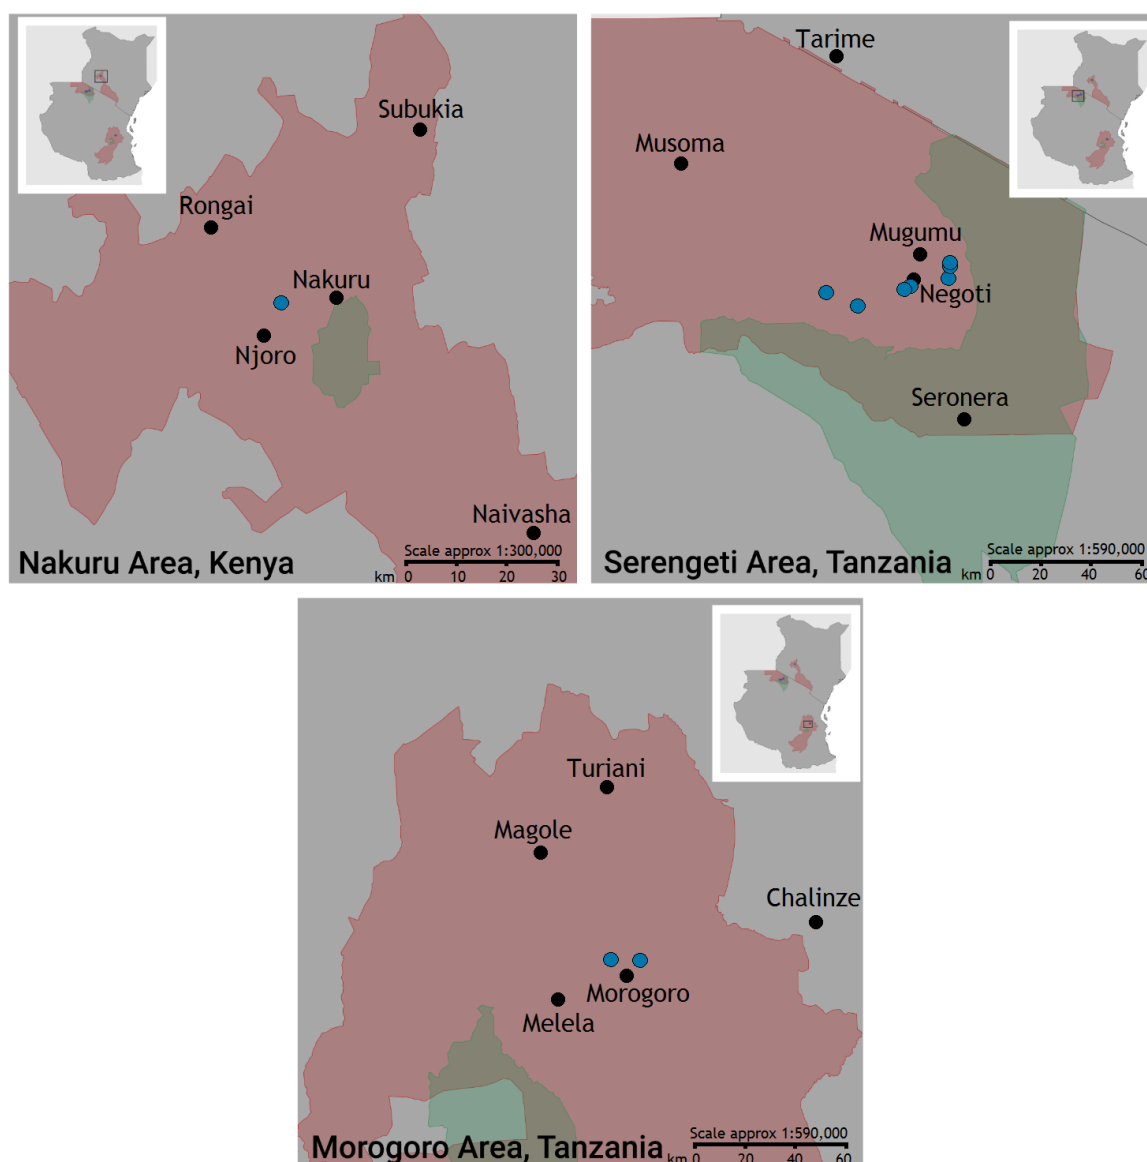 Subukia
Rongai
Nakuru
Njoro
Naivasha
Nakuru Area, Kenya
Scale approx 1:300,000
km 0 10 20 30
Tarime
Musoma
Mugumu
Negoti
Seronera
Serengeti Area, Tanzania
Scale approx 1:590,000
km 0 20 40 60
Turiani
Magole
Chalinze
Morogoro
Melela
Morogoro Area, Tanzania
Scale approx 1:590,000
km 0 20 40 60